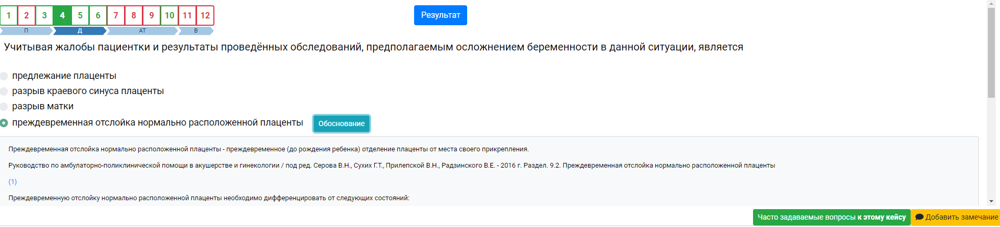 1 2 3 4 5 6 7 8 9 10 11 12
Результат
П Д АТ В
Учитывая жалобы пациентки и результаты проведённых обследований, предполагаемым осложнением беременности в данной ситуации, является
предлежание плаценты
разрыв краевого синуса плаценты
разрыв матки
преждевременная отслойка нормально расположенной плаценты Обоснование
Преждевременная отслойка нормально расположенной плаценты - преждевременное (до рождения ребенка) отделение плаценты от места своего прикрепления.
Руководство по амбулаторно-поликлинической помощи в акушерстве и гинекологии / под ред. Серова В.Н., Сухих Г.Т., Прилепской В.Н., Радзинского В.Е. - 2016 г. Раздел. 9.2. Преждевременная отслойка нормально расположенной плаценты
(1)
Преждевременную отслойку нормально расположенной плаценты необходимо дифференцировать от следующих состояний:
Часто задаваемые вопросы к этому кейсу Добавить замечание